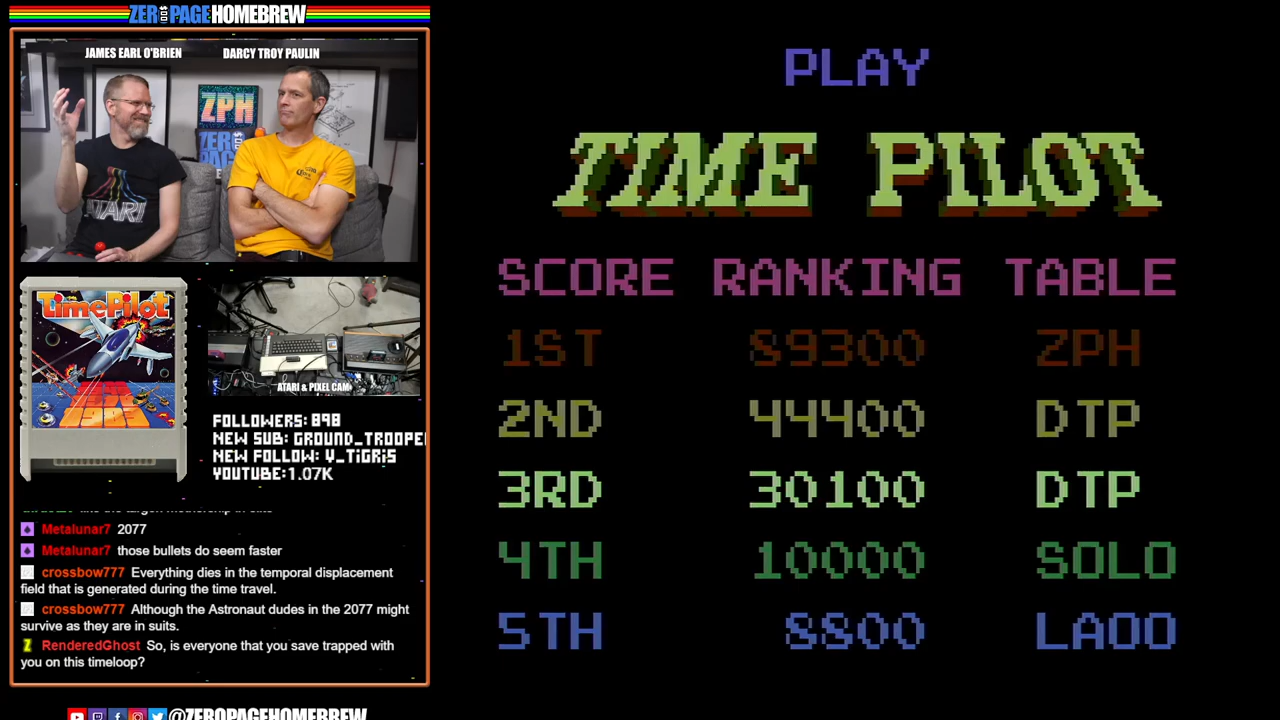 ZER PAGE HOMEBREW
JAMES EARL O'BRIEN
DARCY TROY PAULIN
ZPH
ZERO
PAGE
ATARI
TimePilot
1983
ATARI & PIXEL CAM
FOLLOWERS: 898
NEW SUB: GROUND_TROOPE
NEW FOLLOW: V_TIGRIS
YOUTUBE:1.07K
Metalunar7 2077
Metalunar7 those bullets do seem faster
crossbow777 Everything dies in the temporal displacement
field that is generated during the time travel.
crossbow777 Although the Astronaut dudes in the 2077 might
survive as they are in suits.
RenderedGhost So, is everyone that you save trapped with
you on this timeloop?
@ZEROPAGEHOMEBREW
PLAY
TIME PILOT
SCORE RANKING TABLE
1ST 89300 ZPH
2ND 44400 DTP
3RD 30100 DTP
4TH 10000 SOLO
5TH 8800 LAOO